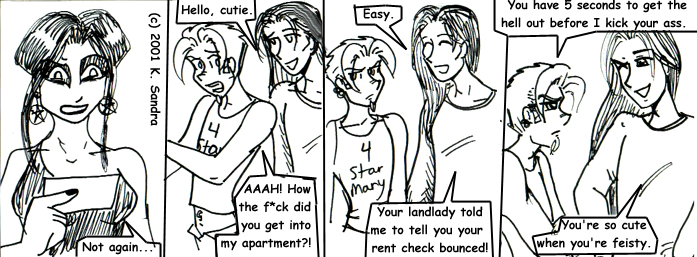 (c) 2001 K. Sandra
Not again...
Hello, cutie.
4
Star
AAAH! How
the f*ck did
you get into
my apartment?!
Easy.
4
Star
Mary
Your landlady told
me to tell you your
rent check bounced!
You have 5 seconds to get the
hell out before I kick your ass.
You're so cute
when you're feisty.